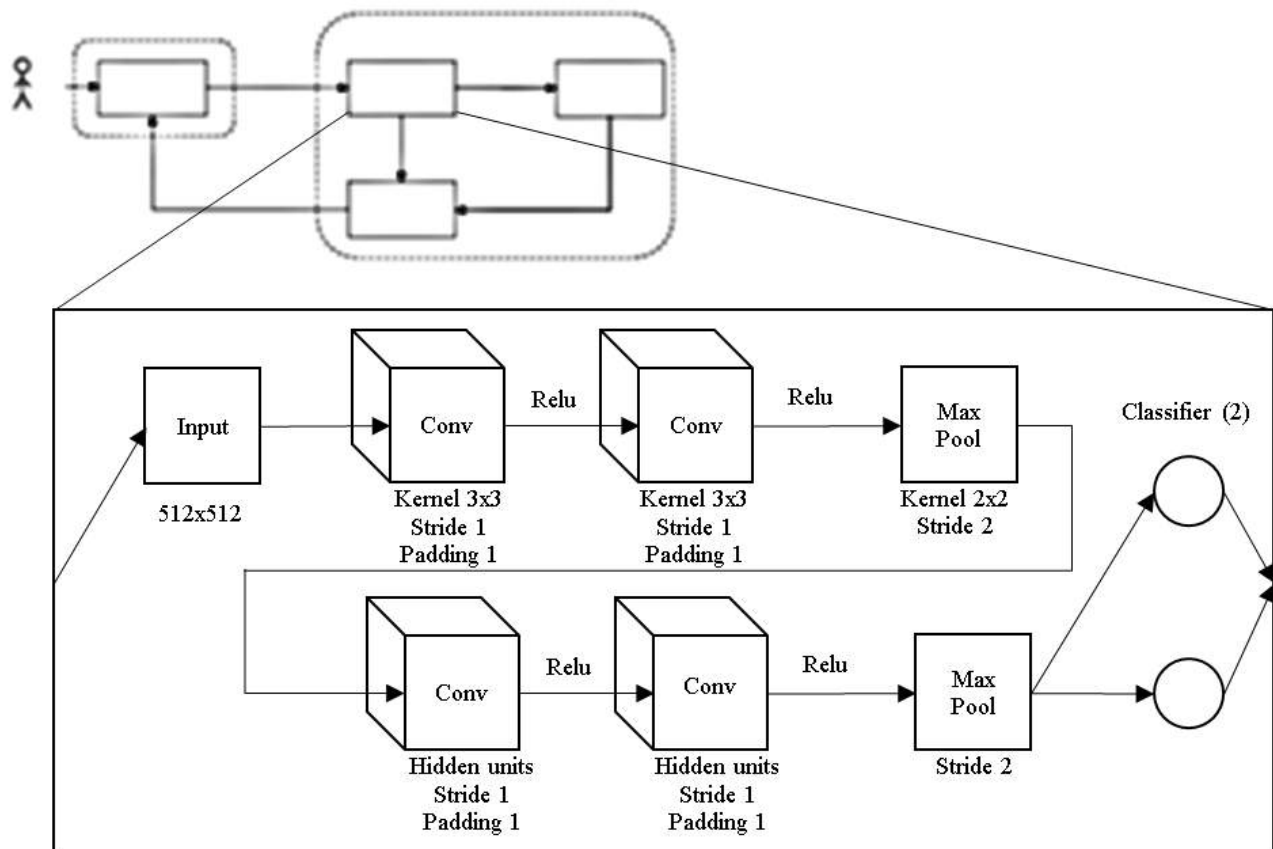 Input
512x512
Conv
Kernel 3x3
Stride 1
Padding 1
Relu
Conv
Kernel 3x3
Stride 1
Padding 1
Relu
Max
Pool
Kernel 2x2
Stride 2
Classifier (2)
Conv
Hidden units
Stride 1
Padding 1
Relu
Conv
Hidden units
Stride 1
Padding 1
Relu
Max
Pool
Stride 2